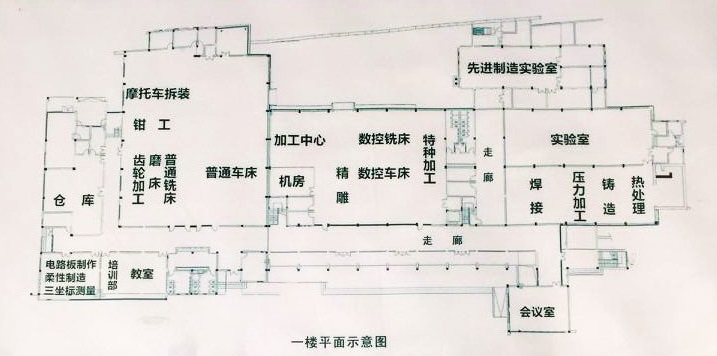 先进制造实验室
摩托车拆装
钳工
加工中心
数控铣床
特种加工
走廊
实验室
齿轮加工
磨床
普通铣床
普通车床
机房
精雕
数控车床
焊接
压力加工
铸造
热处理
仓库
走廊
电路板制作
柔性制造
三坐标测量
培训部
教室
会议室
一楼平面示意图